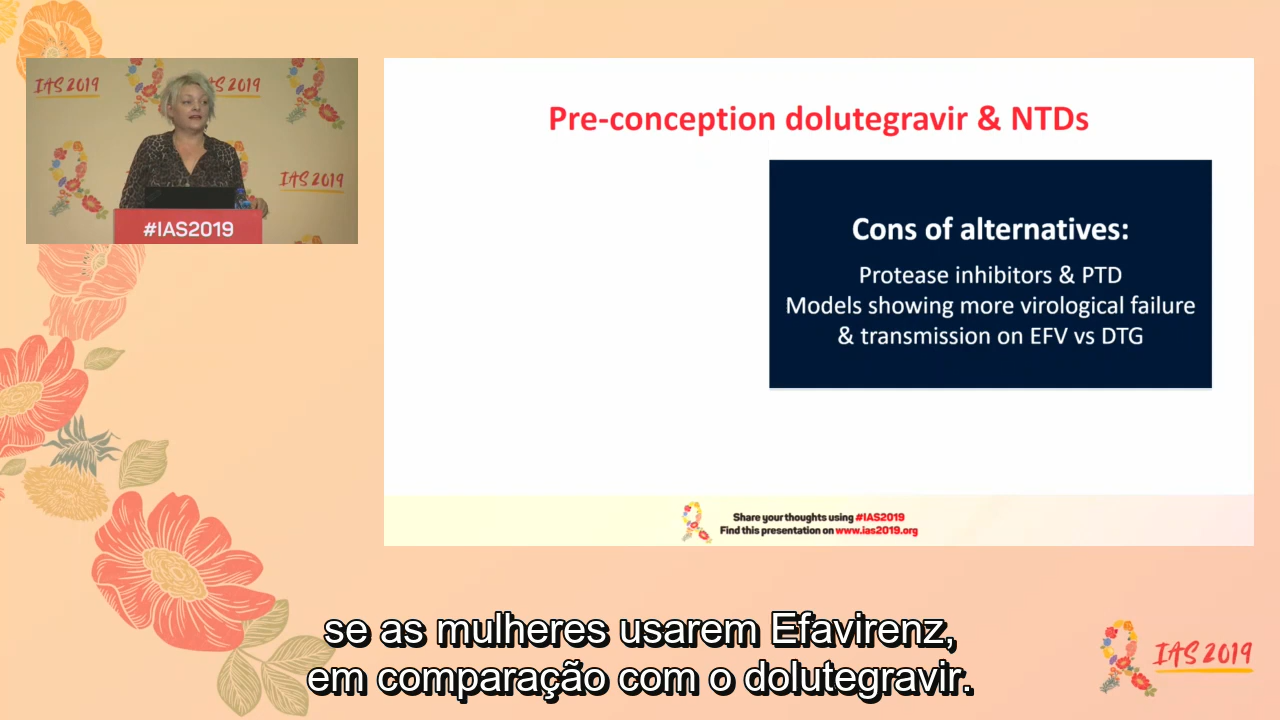 IAS 2019
IAS 2019
IAS 2019
#IAS2019
Pre-conception dolutegravir & NTDs
Cons of alternatives:
Protease inhibitors & PTD
Models showing more virological failure
& transmission on EFV vs DTG
Share your thoughts using #IAS2019
Find this presentation on www.ias2019.org
se as mulheres usarem Efavirenz,
em comparação com o dolutegravir.
IAS 2019